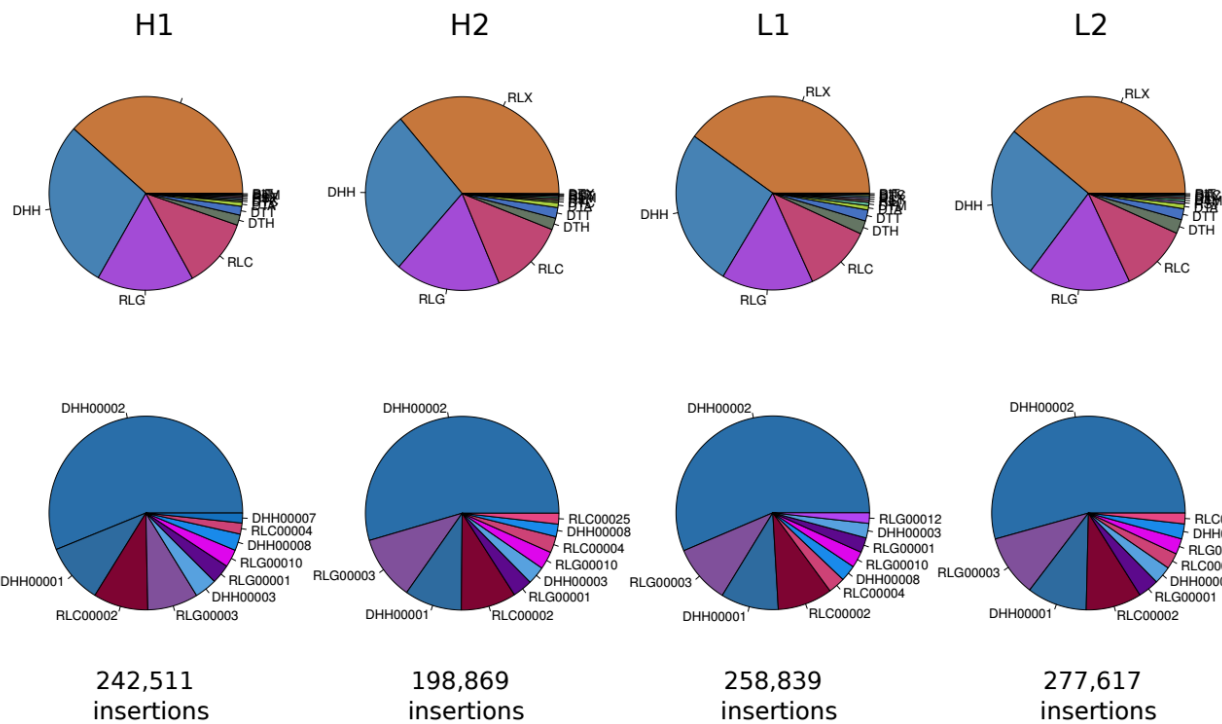 H1
H2
L1
L2
DHH
RLG
RLC
DTH
RLX
DHH
RLG
RLC
DTH
DTT
RLX
DHH
RLG
RLC
DTH
DTT
RLX
DHH
RLG
RLC
DTH
DTT
DHH00002
DHH00001
RLC00002
RLG00003
DHH00003
RLG00001
RLG00010
DHH00008
RLC00004
DHH00007
DHH00002
RLG00003
DHH00001
RLC00002
RLG00001
DHH00003
RLG00010
RLC00004
DHH00008
RLC00025
DHH00002
RLG00003
DHH00001
RLC00002
RLC00004
DHH00008
RLG00010
RLG00001
DHH00003
RLG00012
DHH00002
RLG00003
DHH00001
RLC00002
RLG00001
242,511
insertions
198,869
insertions
258,839
insertions
277,617
insertions